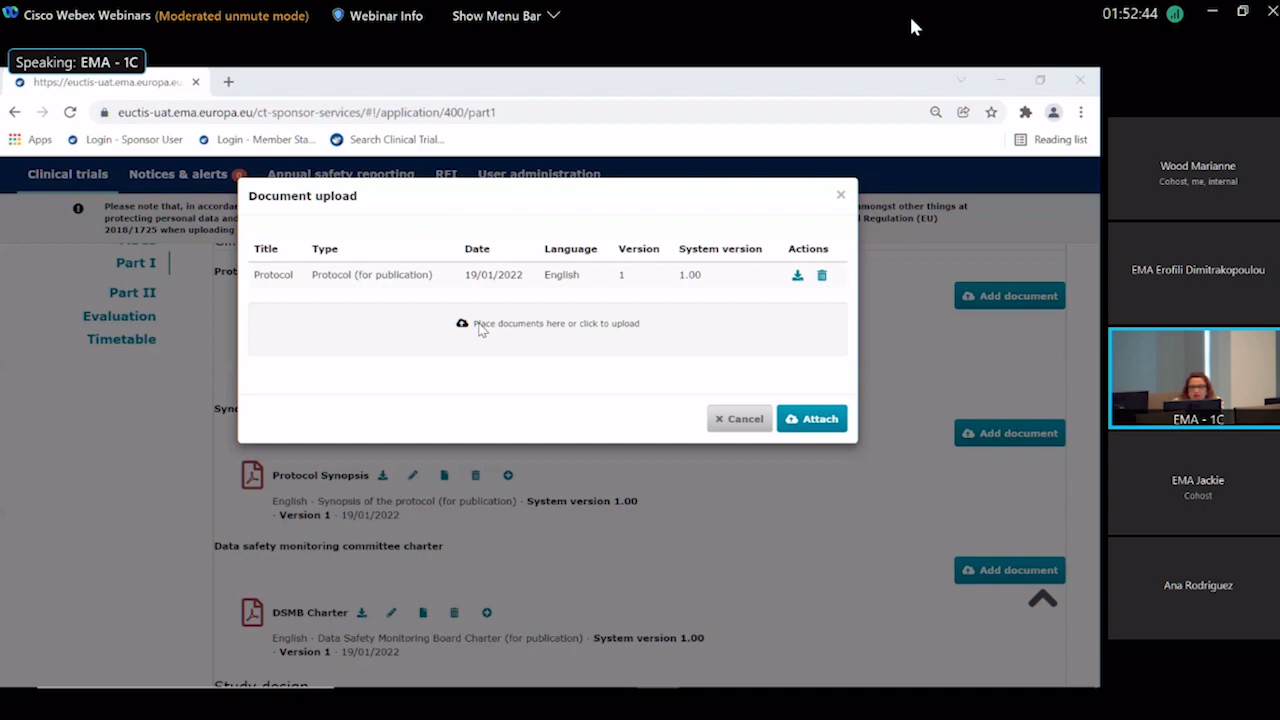 Cisco Webex Webinars (Moderated unmute mode) Webinar Info Show Menu Bar 01:52:44
Speaking: EMA - 1C
https://euctis-uat.ema.europa.eu
euctis-uat.ema.europa.eu/ct-sponsor-services/#!/application/400/part1
Apps Login - Sponsor User Login - Member Sta... Search Clinical Trial... Reading list
Clinical trials Notices & alerts Annual safety reporting RFI User administration
Please note that, in accordan
amongst other things at
protecting personal data and
Regulation (EU)
2018/1725 when uploading
Part I
Part II
Evaluation
Timetable
Document upload
Title Type Date Language Version System version Actions
Protocol Protocol (for publication) 19/01/2022 English 1 1.00
Place documents here or click to upload
Cancel Attach
Prot
Add document
Syno
Add document
Protocol Synopsis
English - Synopsis of the protocol (for publication) - System version 1.00
- Version 1 - 19/01/2022
Data safety monitoring committee charter
Add document
DSMB Charter
English - Data Safety Monitoring Board Charter (for publication) - System version 1.00
- Version 1 - 19/01/2022
Study design
Wood Marianne
Cohost, me, internal
EMA Erofili Dimitrakopoulou
EMA - 1C
EMA Jackie
Cohost
Ana Rodriguez